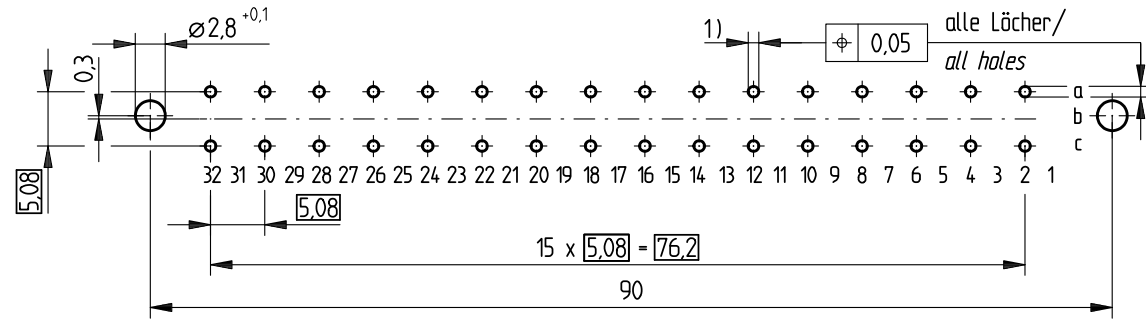 ⌀2,8 +0,1
1)
⌖ 0,05
alle Löcher/
all holes
0,3
a
b
c
5,08
32 31 30 29 28 27 26 25 24 23 22 21 20 19 18 17 16 15 14 13 12 11 10 9 8 7 6 5 4 3 2 1
5,08
15 x 5,08 = 76,2
90